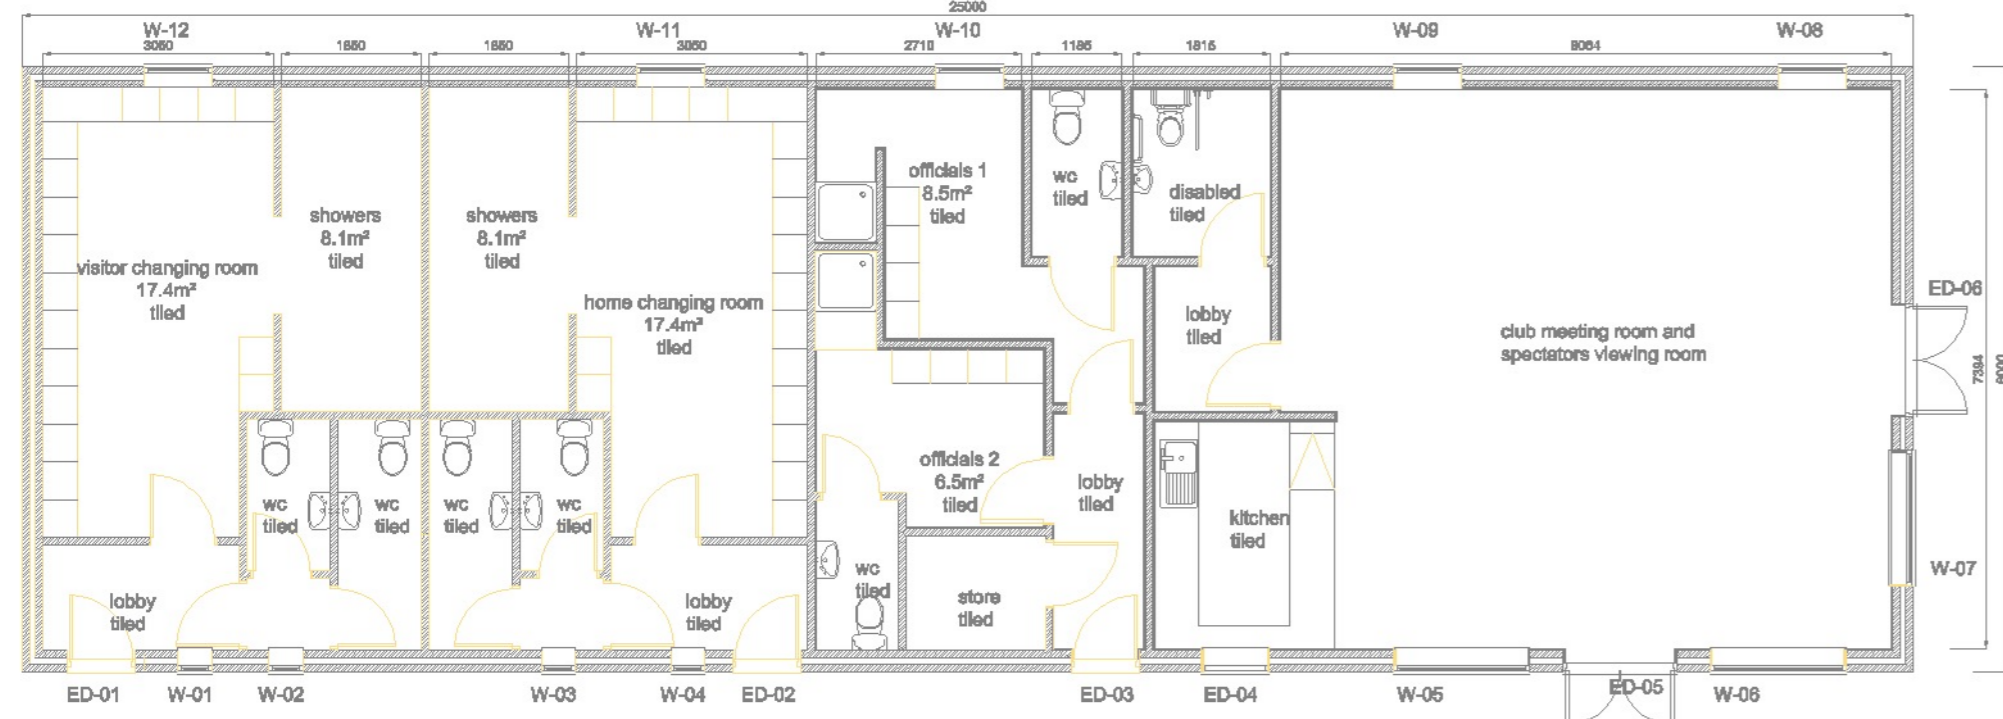 25000
W-12
W-11
W-10
W-09
W-08
3050
1850
1850
3050
2710
1185
1815
8064
officials 1
8.5m²
tiled
wc
tiled
disabled
tiled
showers
8.1m²
tiled
showers
8.1m²
tiled
visitor changing room
17.4m²
tiled
home changing room
17.4m²
tiled
lobby
tiled
club meeting room and
spectators viewing room
ED-06
7394
officials 2
6.5m²
tiled
lobby
tiled
wc
tiled
wc
tiled
wc
tiled
wc
tiled
kitchen
tiled
W-07
wc
tiled
store
tiled
lobby
tiled
lobby
tiled
ED-01
W-01
W-02
W-03
W-04
ED-02
ED-03
ED-04
W-05
ED-05
W-06